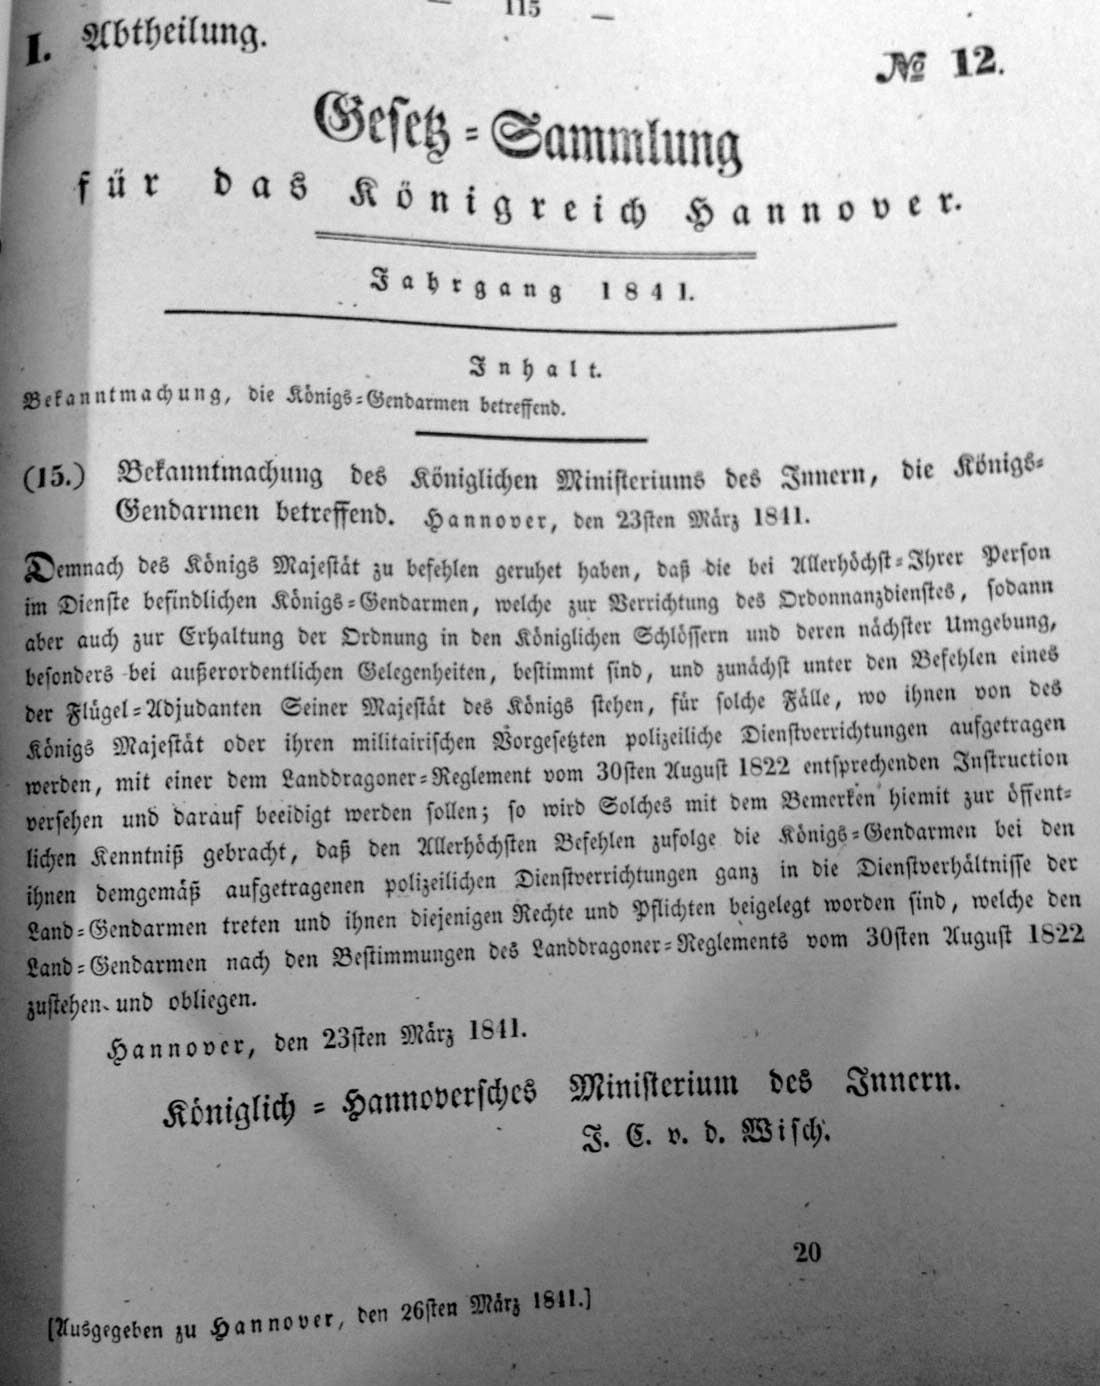 — 115 —
I. Abtheilung.
№ 12.
Gesetz-Sammlung
für das Königreich Hannover.
Jahrgang 1841.
Inhalt.
Bekanntmachung, die Königs-Gendarmen betreffend.
(15.) Bekanntmachung des Königlichen Ministeriums des Innern, die Königs-
Gendarmen betreffend. Hannover, den 23sten März 1841.
Demnach des Königs Majestät zu befehlen geruhet haben, daß die bei Allerhöchst-Ihrer Person
im Dienste befindlichen Königs-Gendarmen, welche zur Verrichtung des Ordonnanzdienstes, sodann
aber auch zur Erhaltung der Ordnung in den Königlichen Schlössern und deren nächster Umgebung,
besonders bei außerordentlichen Gelegenheiten, bestimmt sind, und zunächst unter den Befehlen eines
der Flügel-Adjudanten Seiner Majestät des Königs stehen, für solche Fälle, wo ihnen von des
Königs Majestät oder ihren militairischen Vorgesetzten polizeiliche Dienstverrichtungen aufgetragen
werden, mit einer dem Landdragoner-Reglement vom 30sten August 1822 entsprechenden Instruction
versehen und darauf beeidigt werden sollen; so wird Solches mit dem Bemerken hiemit zur öffent-
lichen Kenntniß gebracht, daß den Allerhöchsten Befehlen zufolge die Königs-Gendarmen bei den
ihnen demgemäß aufgetragenen polizeilichen Dienstverrichtungen ganz in die Dienstverhältnisse der
Land-Gendarmen treten und ihnen diejenigen Rechte und Pflichten beigelegt worden sind, welche den
Land-Gendarmen nach den Bestimmungen des Landdragoner-Reglements vom 30sten August 1822
zustehen und obliegen.
Hannover, den 23sten März 1841.
Königlich-Hannoversches Ministerium des Innern.
J. C. v. d. Wisch.
20
[Ausgegeben zu Hannover, den 26sten März 1841.]